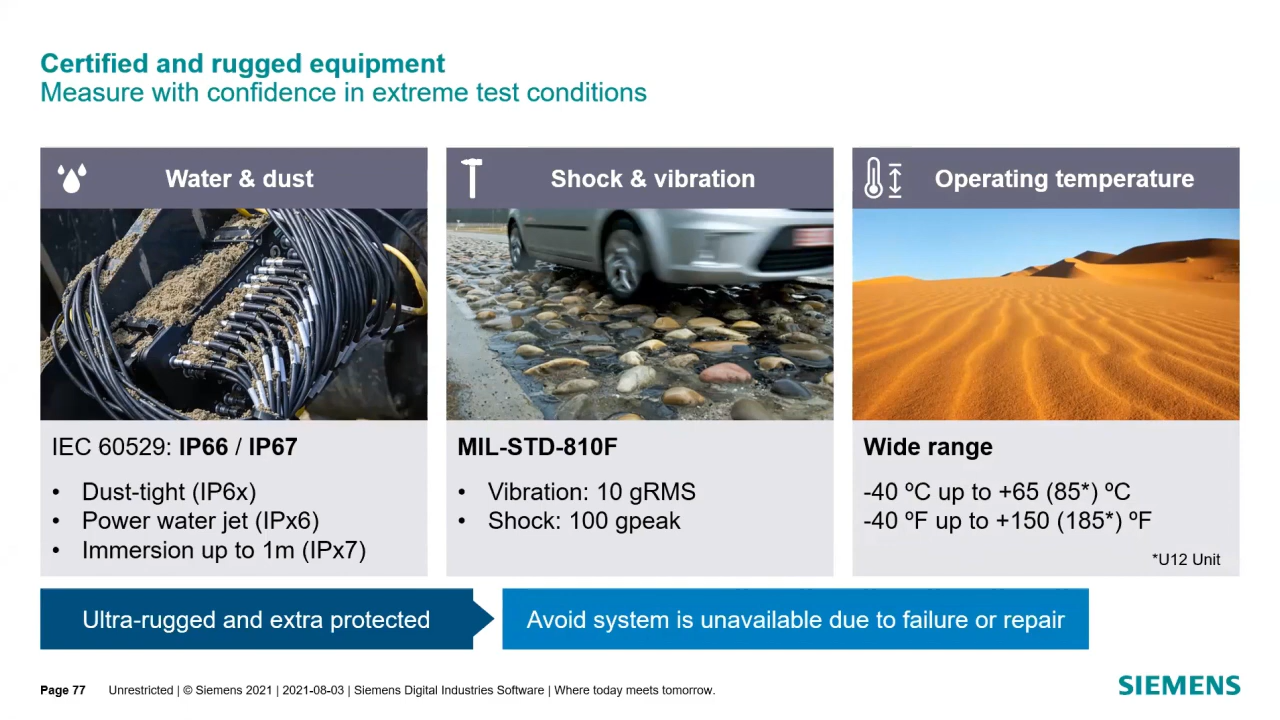 Certified and rugged equipment
Measure with confidence in extreme test conditions
Water & dust
IEC 60529: IP66 / IP67
• Dust-tight (IP6x)
• Power water jet (IPx6)
• Immersion up to 1m (IPx7)
Shock & vibration
MIL-STD-810F
• Vibration: 10 gRMS
• Shock: 100 gpeak
Operating temperature
Wide range
-40 ºC up to +65 (85*) ºC
-40 ºF up to +150 (185*) ºF
*U12 Unit
Ultra-rugged and extra protected
Avoid system is unavailable due to failure or repair
Page 77 Unrestricted | © Siemens 2021 | 2021-08-03 | Siemens Digital Industries Software | Where today meets tomorrow.
SIEMENS